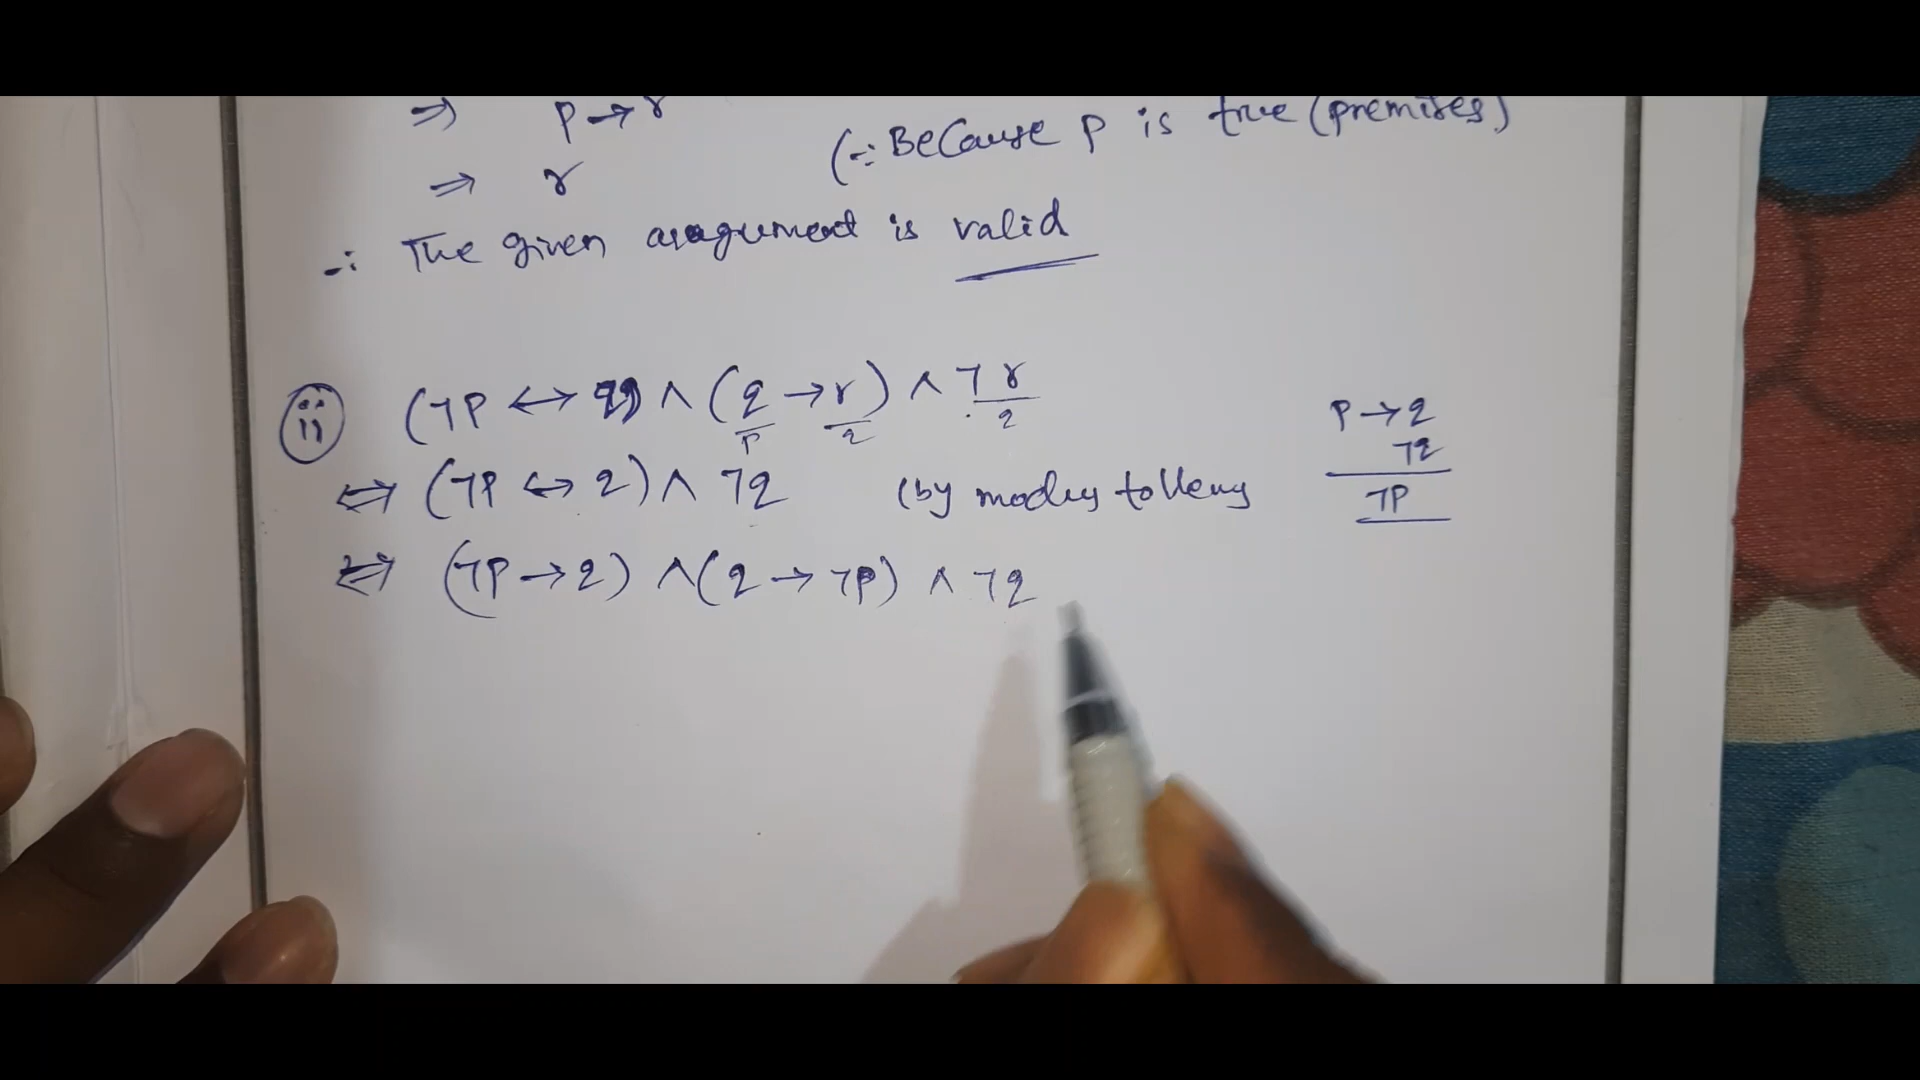 ⇒ p → r
(∵ Because p is true (premises)
⇒ r
∴ The given argument is valid
ii) (¬p ↔ q) ∧ (q → r) ∧ ¬r
p q q
⇔ (¬p ↔ q) ∧ ¬q (by modus tollens
⇔ (¬p → q) ∧ (q → ¬p) ∧ ¬q
p → q
¬q
¬p